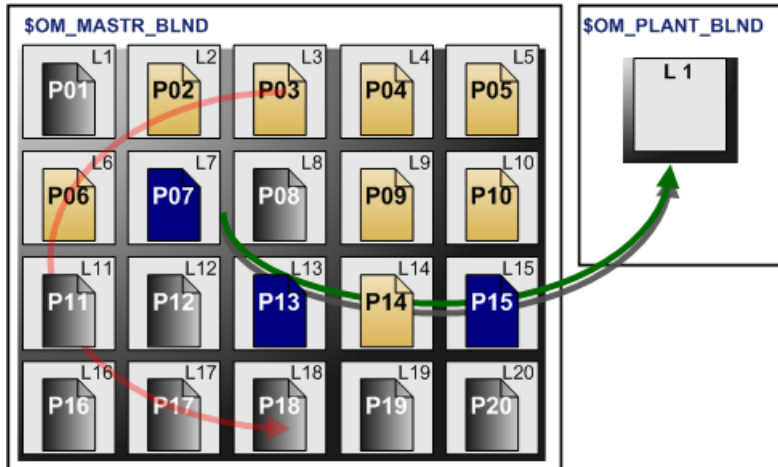 $OM_MASTR_BLND
$OM_PLANT_BLND
L1 L2 L3 L4 L5
P01 P02 P03 P04 P05
L 1
L6 L7 L8 L9 L10
P06 P07 P08 P09 P10
L11 L12 L13 L14 L15
P11 P12 P13 P14 P15
L16 L17 L18 L19 L20
P16 P17 P18 P19 P20